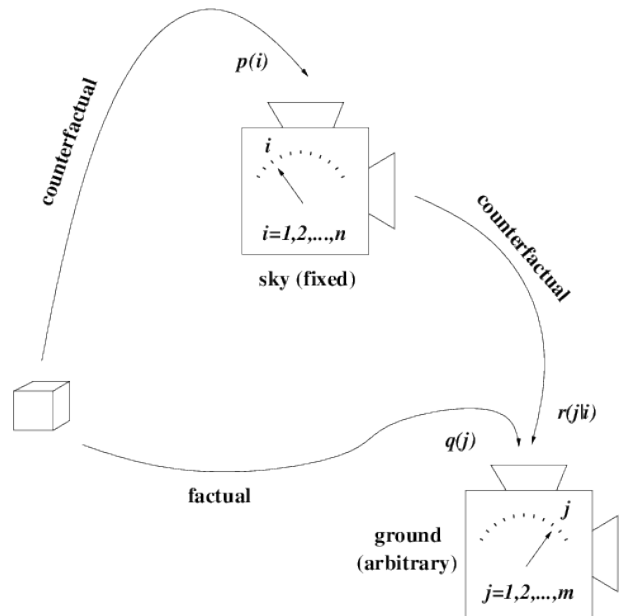 p(i)
counterfactual
i
i=1,2,...,n
sky (fixed)
counterfactual
r(j|i)
q(j)
factual
j
ground
(arbitrary)
j=1,2,...,m